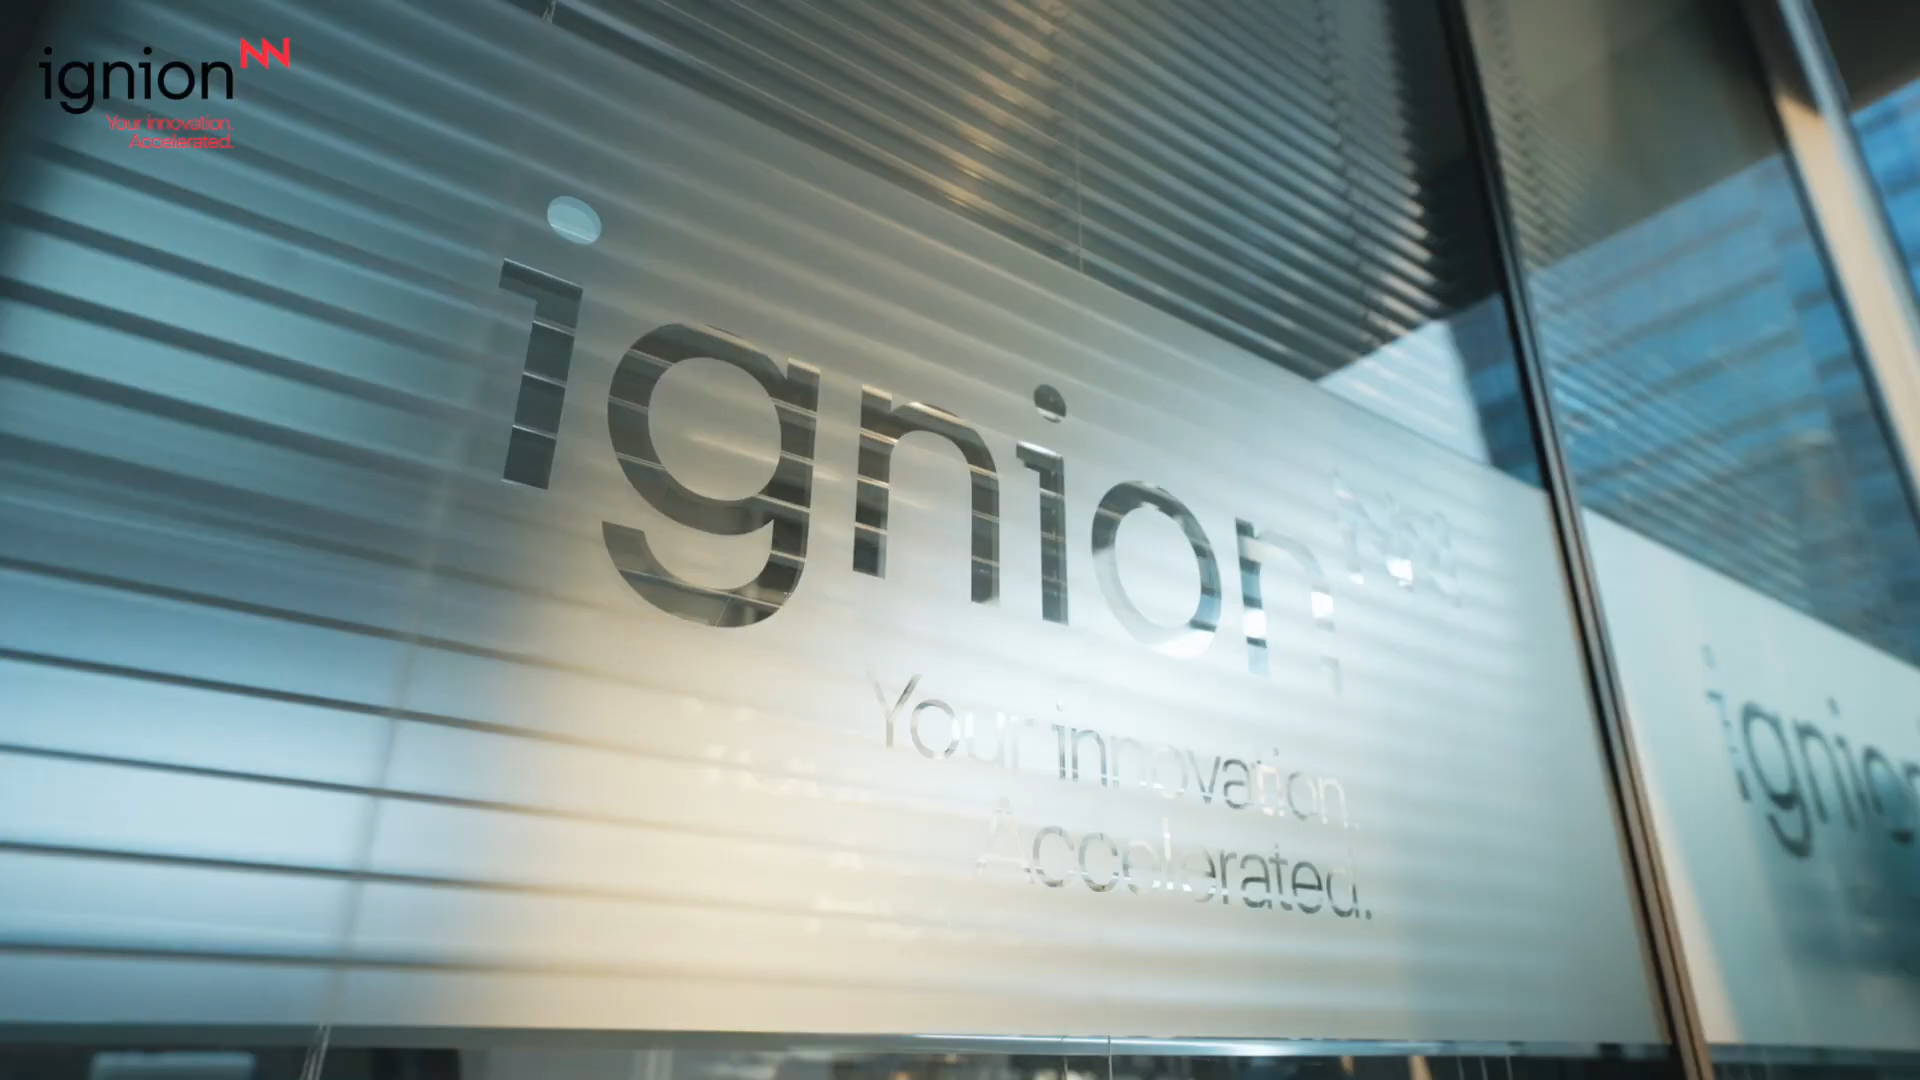 ignion
Your innovation.
Accelerated.
ignion
Your innovation.
Accelerated.
ignion